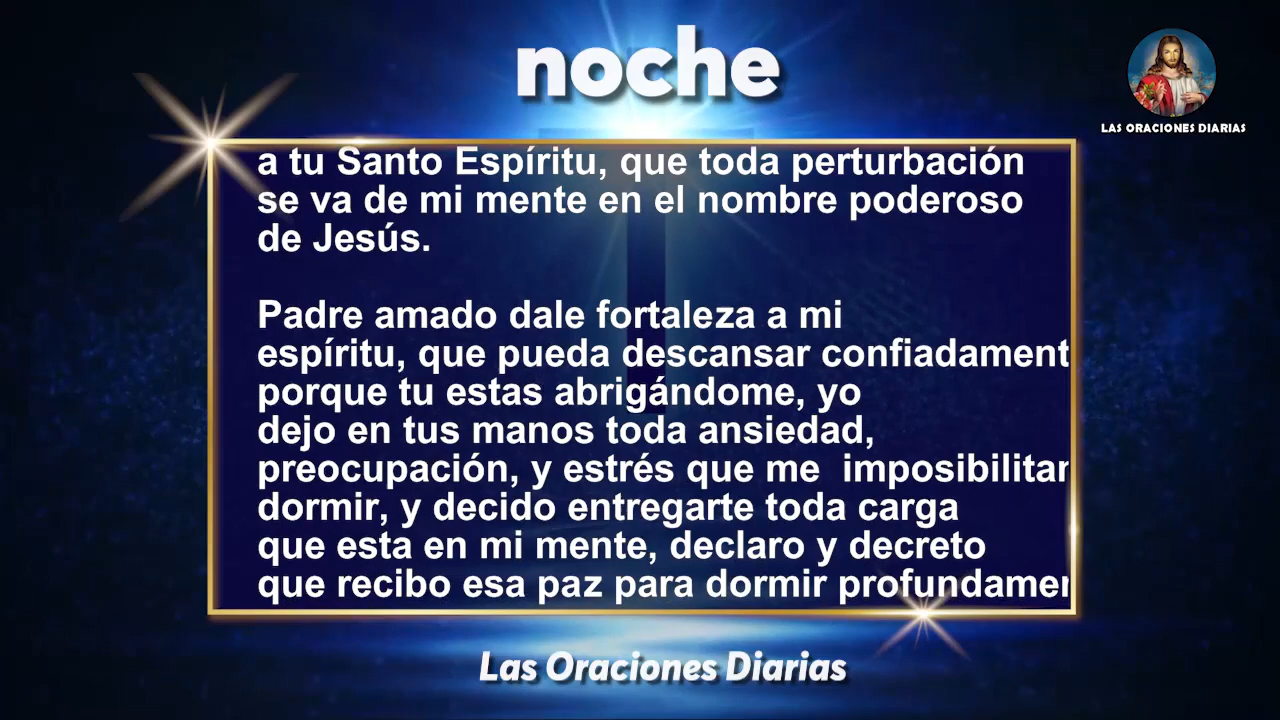 noche
LAS ORACIONES DIARIAS
a tu Santo Espíritu, que toda perturbación
se va de mi mente en el nombre poderoso
de Jesús.
Padre amado dale fortaleza a mi
espíritu, que pueda descansar confiadament
porque tu estas abrigándome, yo
dejo en tus manos toda ansiedad,
preocupación, y estrés que me  imposibilitan
dormir, y decido entregarte toda carga
que esta en mi mente, declaro y decreto
que recibo esa paz para dormir profundamen
Las Oraciones Diarias